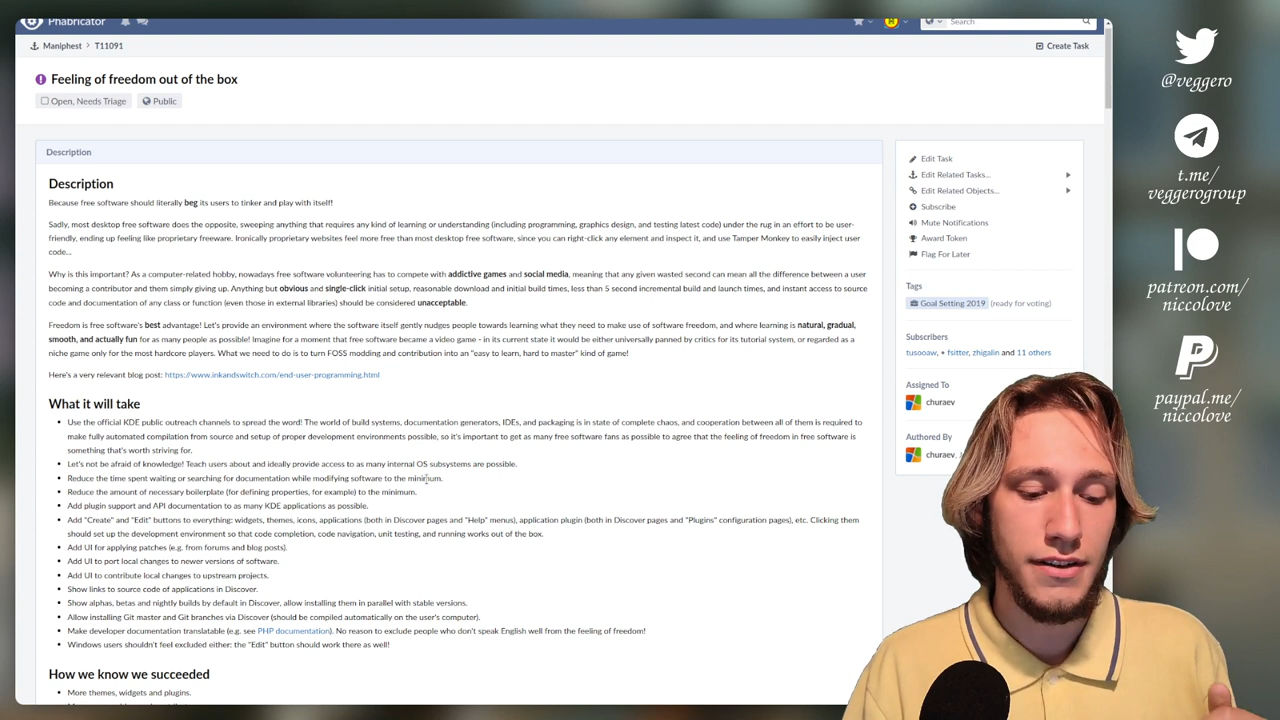 Phabricator
Search
Maniphest > T11091
Create Task
Feeling of freedom out of the box
Open, Needs Triage
Public
Description
Description
Because free software should literally beg its users to tinker and play with itself!
Sadly, most desktop free software does the opposite, sweeping anything that requires any kind of learning or understanding (including programming, graphics design, and testing latest code) under the rug in an effort to be user-
friendly, ending up feeling like proprietary freeware. Ironically proprietary websites feel more free than most desktop free software, since you can right-click any element and inspect it, and use Tamper Monkey to easily inject user
code...
Why is this important? As a computer-related hobby, nowadays free software volunteering has to compete with addictive games and social media, meaning that any given wasted second can mean all the difference between a user
becoming a contributor and them simply giving up. Anything but obvious and single-click initial setup, reasonable download and initial build times, less than 5 second incremental build and launch times, and instant access to source
code and documentation of any class or function (even those in external libraries) should be considered unacceptable.
Freedom is free software's best advantage! Let's provide an environment where the software itself gently nudges people towards learning what they need to make use of software freedom, and where learning is natural, gradual,
smooth, and actually fun for as many people as possible! Imagine for a moment that free software became a video game - in its current state it would be either universally panned by critics for its tutorial system, or regarded as a
niche game only for the most hardcore players. What we need to do is to turn FOSS modding and contribution into an "easy to learn, hard to master" kind of game!
Here's a very relevant blog post: https://www.inkandswitch.com/end-user-programming.html
What it will take
Use the official KDE public outreach channels to spread the word! The world of build systems, documentation generators, IDEs, and packaging is in state of complete chaos, and cooperation between all of them is required to
make fully automated compilation from source and setup of proper development environments possible, so it's important to get as many free software fans as possible to agree that the feeling of freedom in free software is
something that's worth striving for.
Let's not be afraid of knowledge! Teach users about and ideally provide access to as many internal OS subsystems are possible.
Reduce the time spent waiting or searching for documentation while modifying software to the minimum.
Reduce the amount of necessary boilerplate (for defining properties, for example) to the minimum.
Add plugin support and API documentation to as many KDE applications as possible.
Add "Create" and "Edit" buttons to everything: widgets, themes, icons, applications (both in Discover pages and "Help" menus), application plugin (both in Discover pages and "Plugins" configuration pages), etc. Clicking them
should set up the development environment so that code completion, code navigation, unit testing, and running works out of the box.
Add UI for applying patches (e.g. from forums and blog posts).
Add UI to port local changes to newer versions of software.
Add UI to contribute local changes to upstream projects.
Show links to source code of applications in Discover.
Show alphas, betas and nightly builds by default in Discover, allow installing them in parallel with stable versions.
Allow installing Git master and Git branches via Discover (should be compiled automatically on the user's computer).
Make developer documentation translatable (e.g. see PHP documentation). No reason to exclude people who don't speak English well from the feeling of freedom!
Windows users shouldn't feel excluded either: the "Edit" button should work there as well!
How we know we succeeded
More themes, widgets and plugins.
Edit Task
Edit Related Tasks...
Edit Related Objects...
Subscribe
Mute Notifications
Award Token
Flag For Later
Tags
Goal Setting 2019 (ready for voting)
Subscribers
tusooaw, • fsitter, zhigalin and 11 others
Assigned To
churaev
Authored By
churaev,
@veggero
t.me/
veggerogroup
patreon.com/
niccolove
paypal.me/
niccolove